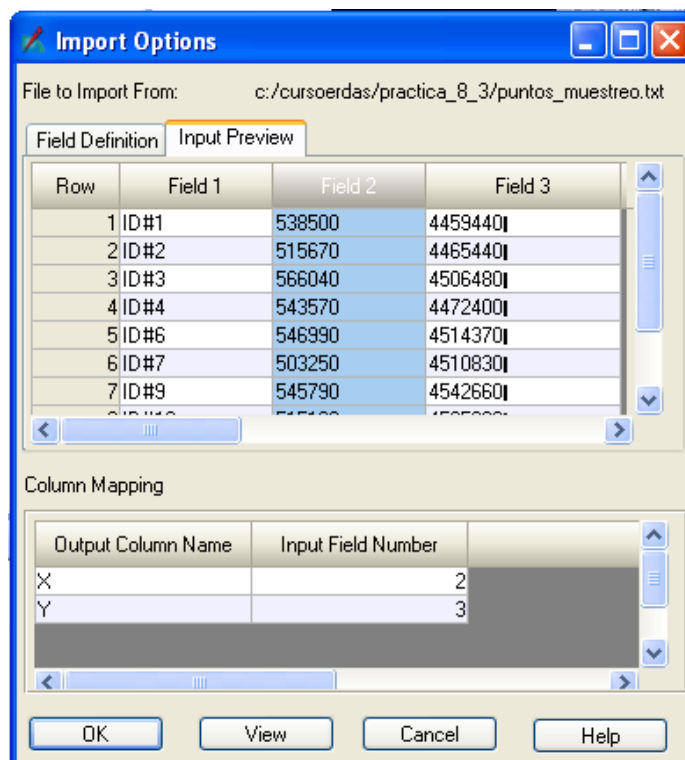 Import Options
File to Import From: c:/cursoerdas/practica_8_3/puntos_muestreo.txt
Field Definition Input Preview
Row Field 1 Field 2 Field 3
1 ID#1 538500 4459440
2 ID#2 515670 4465440
3 ID#3 566040 4506480
4 ID#4 543570 4472400
5 ID#6 546990 4514370
6 ID#7 503250 4510830
7 ID#9 545790 4542660
Column Mapping
Output Column Name Input Field Number
X 2
Y 3
OK View Cancel Help